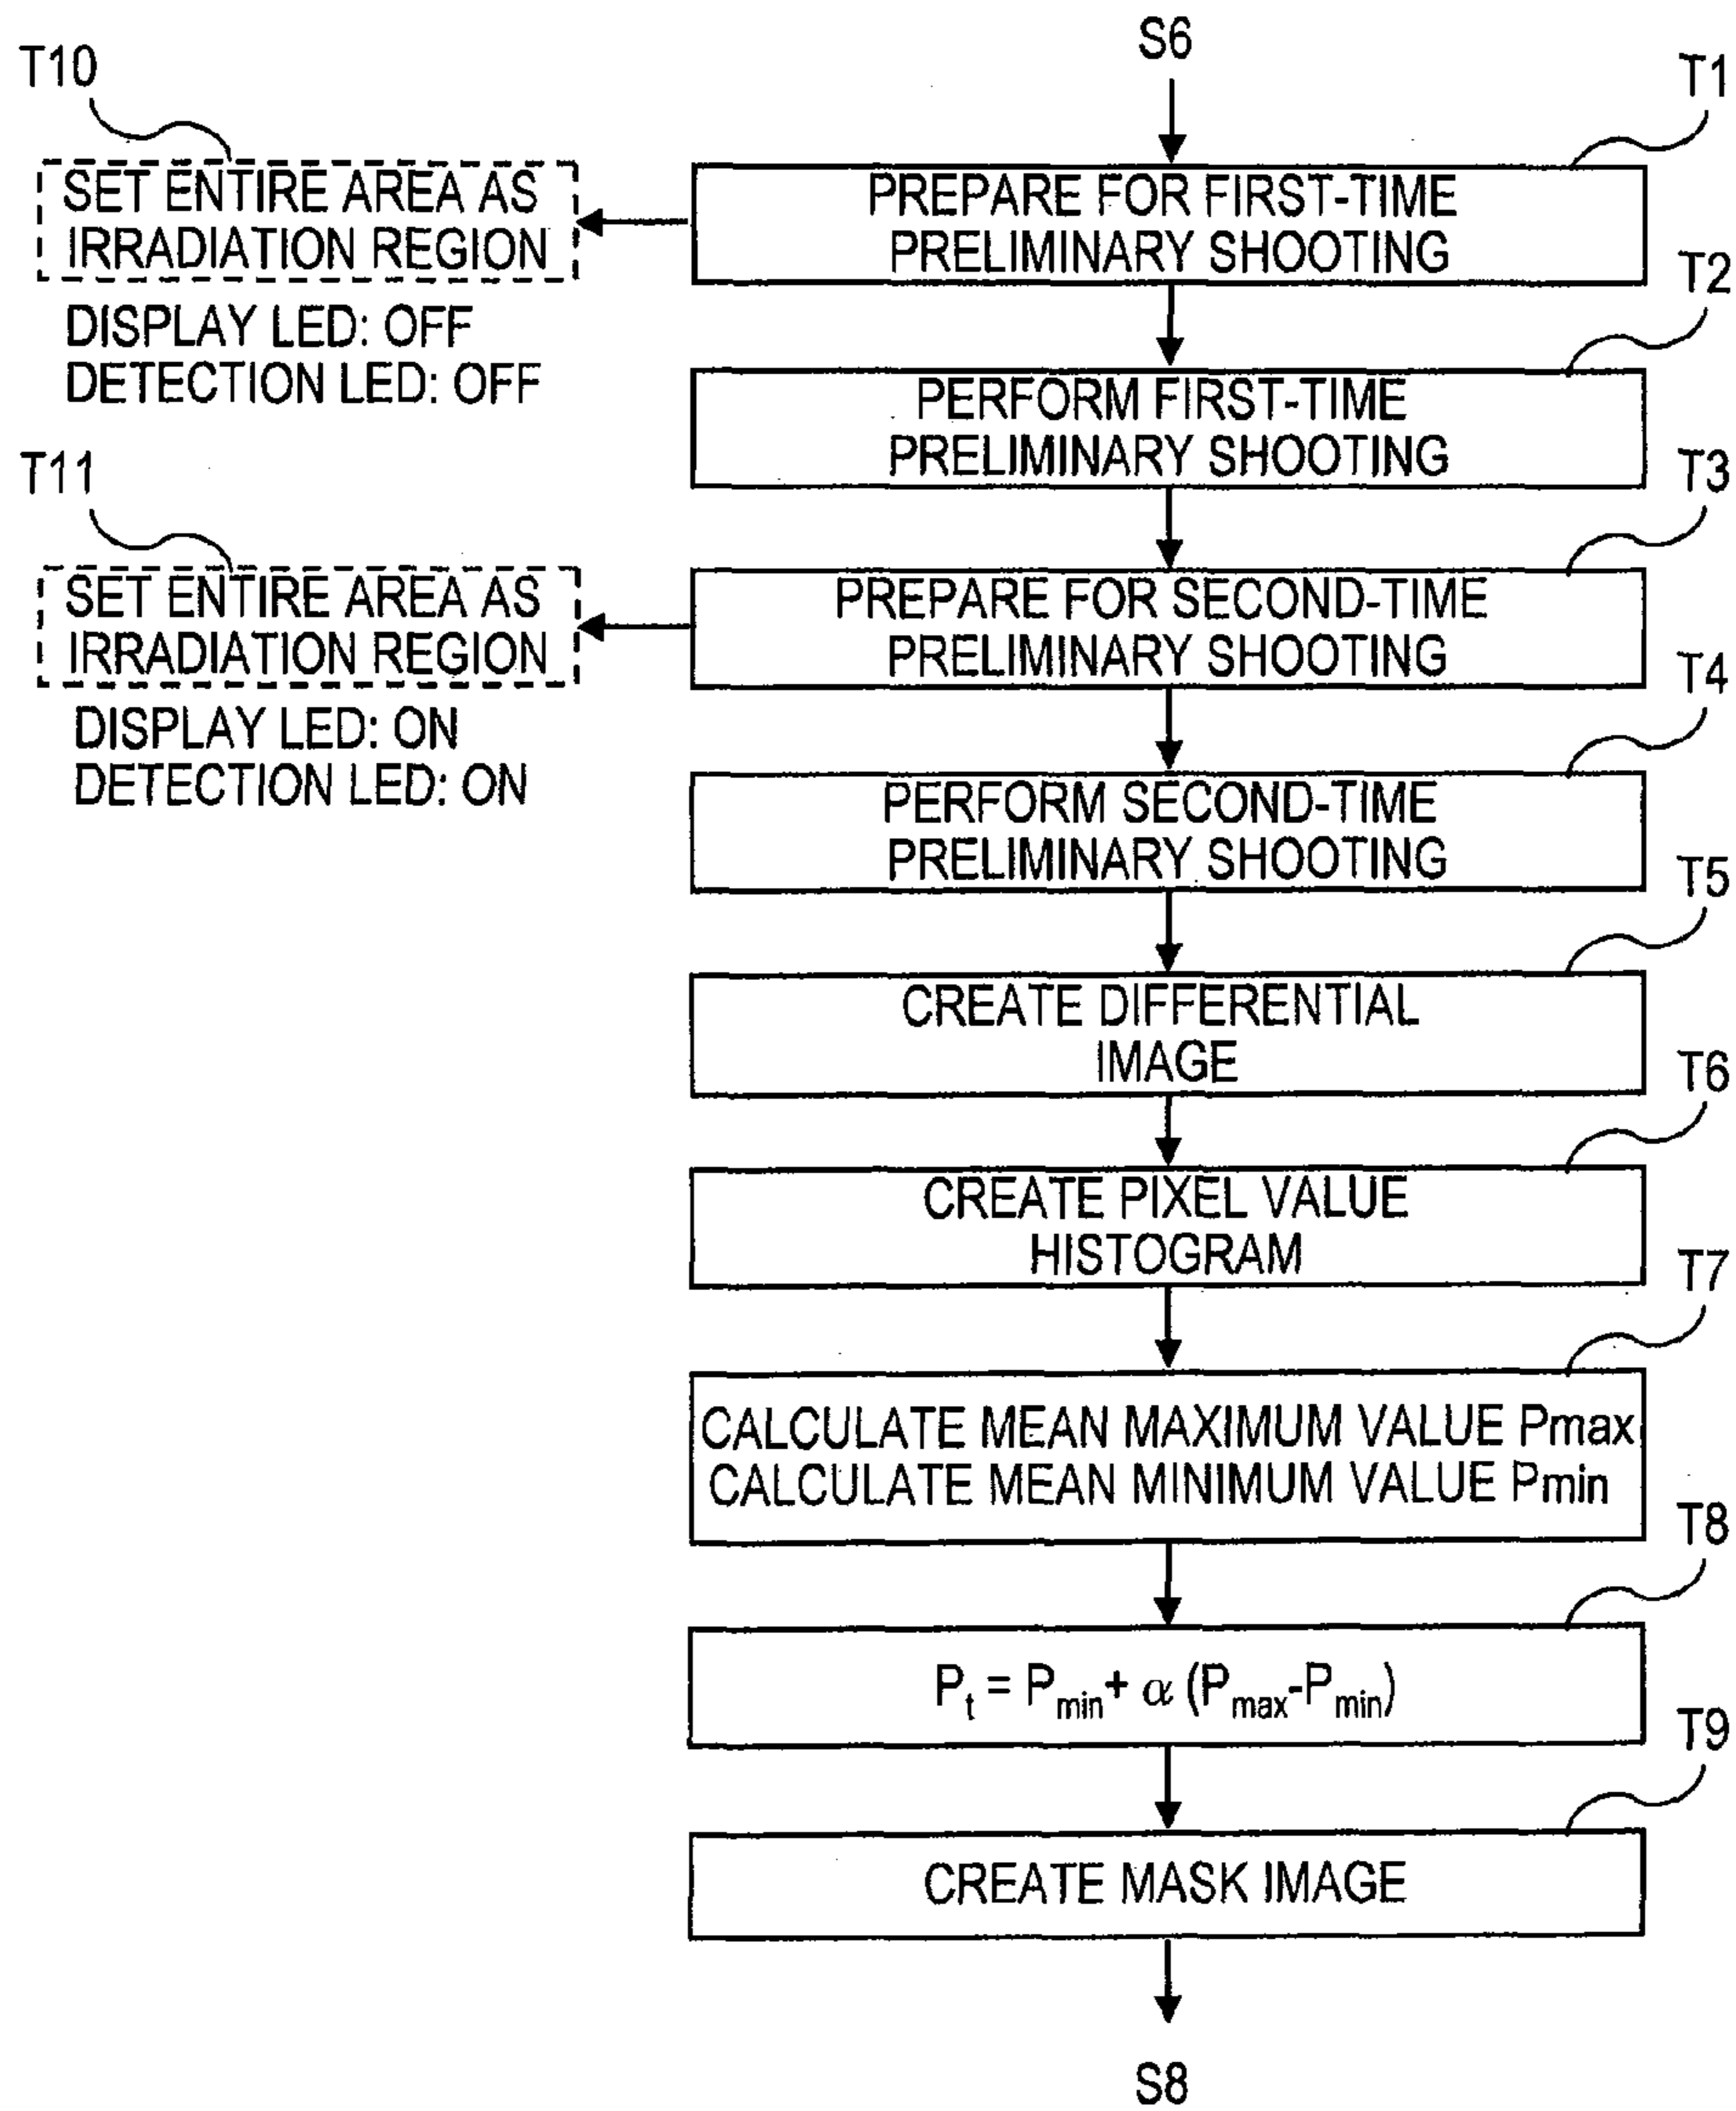 S6
T10
T1
SET ENTIRE AREA AS
IRRADIATION REGION
DISPLAY LED: OFF
DETECTION LED: OFF
PREPARE FOR FIRST-TIME
PRELIMINARY SHOOTING
T2
PERFORM FIRST-TIME
PRELIMINARY SHOOTING
T11
T3
SET ENTIRE AREA AS
IRRADIATION REGION
DISPLAY LED: ON
DETECTION LED: ON
PREPARE FOR SECOND-TIME
PRELIMINARY SHOOTING
T4
PERFORM SECOND-TIME
PRELIMINARY SHOOTING
T5
CREATE DIFFERENTIAL
IMAGE
T6
CREATE PIXEL VALUE
HISTOGRAM
T7
CALCULATE MEAN MAXIMUM VALUE Pmax
CALCULATE MEAN MINIMUM VALUE Pmin
T8
Pt = Pmin+ α (Pmax-Pmin)
T9
CREATE MASK IMAGE
S8